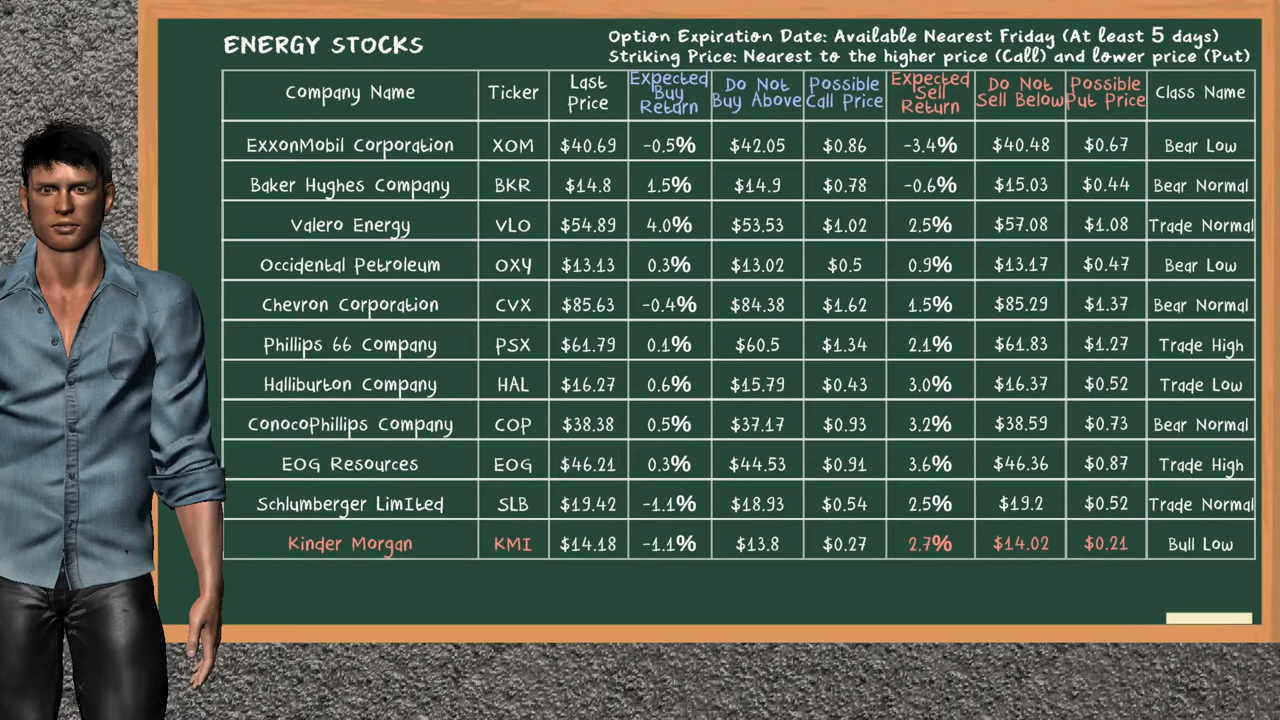 ENERGY STOCKS
Option Expiration Date: Available Nearest Friday (At least 5 days)
Striking Price: Nearest to the higher price (Call) and lower price (Put)
Company Name Ticker Last Price Expected Buy Return Do Not Buy Above Possible Call Price Expected Sell Return Do Not Sell Below Possible Put Price Class Name
ExxonMobil Corporation XOM $40.69 -0.5% $42.05 $0.86 -3.4% $40.48 $0.67 Bear Low
Baker Hughes Company BKR $14.8 1.5% $14.9 $0.78 -0.6% $15.03 $0.44 Bear Normal
Valero Energy VLO $54.89 4.0% $53.53 $1.02 2.5% $57.08 $1.08 Trade Normal
Occidental Petroleum OXY $13.13 0.3% $13.02 $0.5 0.9% $13.17 $0.47 Bear Low
Chevron Corporation CVX $85.63 -0.4% $84.38 $1.62 1.5% $85.29 $1.37 Bear Normal
Phillips 66 Company PSX $61.79 0.1% $60.5 $1.34 2.1% $61.83 $1.27 Trade High
Halliburton Company HAL $16.27 0.6% $15.79 $0.43 3.0% $16.37 $0.52 Trade Low
ConocoPhillips Company COP $38.38 0.5% $37.17 $0.93 3.2% $38.59 $0.73 Bear Normal
EOG Resources EOG $46.21 0.3% $44.53 $0.91 3.6% $46.36 $0.87 Trade High
Schlumberger LimIted SLB $19.42 -1.1% $18.93 $0.54 2.5% $19.2 $0.52 Trade Normal
Kinder Morgan KMI $14.18 -1.1% $13.8 $0.27 2.7% $14.02 $0.21 Bull Low